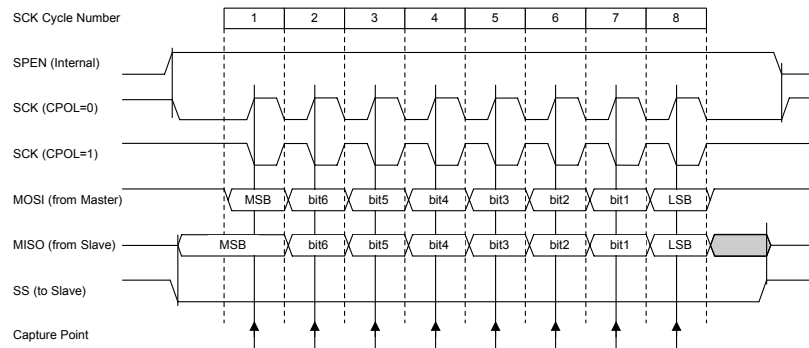 SCK Cycle Number 1 2 3 4 5 6 7 8
SPEN (Internal)
SCK (CPOL=0)
SCK (CPOL=1)
MOSI (from Master) MSB bit6 bit5 bit4 bit3 bit2 bit1 LSB
MISO (from Slave) MSB bit6 bit5 bit4 bit3 bit2 bit1 LSB
SS (to Slave)
Capture Point